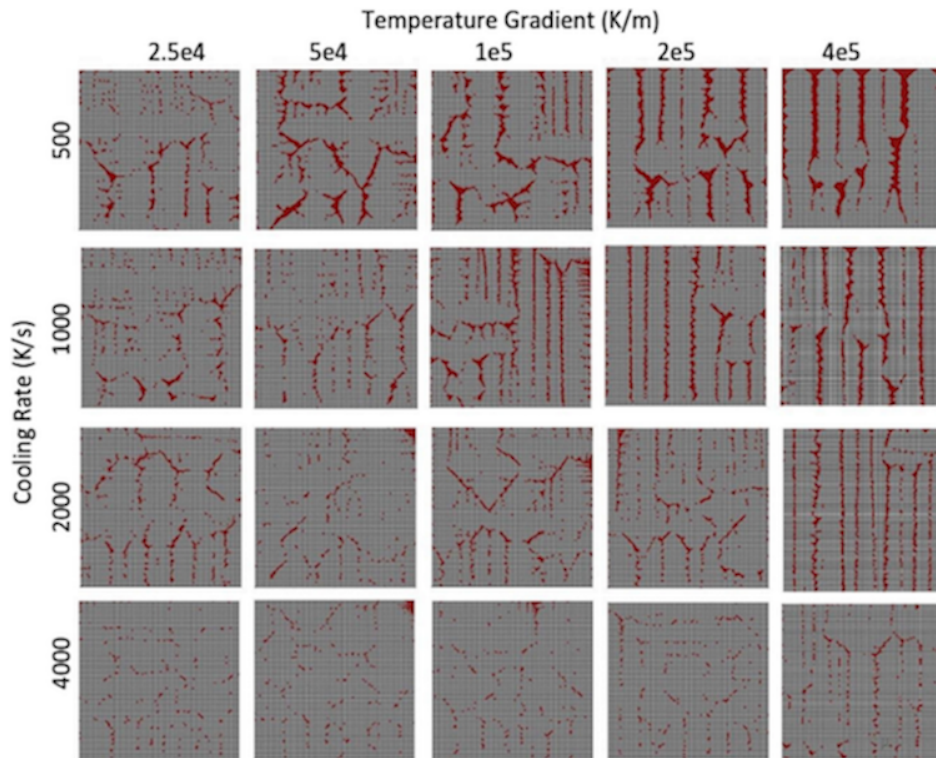 Temperature Gradient (K/m)
2.5e4 5e4 1e5 2e5 4e5
Cooling Rate (K/s)
500
1000
2000
4000